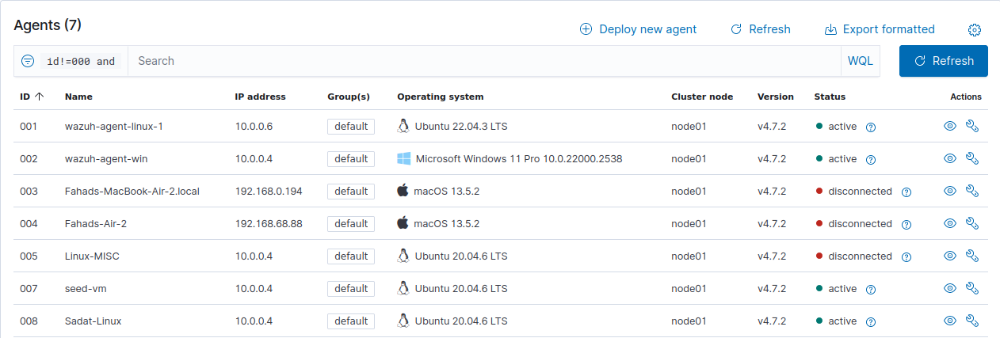 Agents (7)
Deploy new agent Refresh Export formatted
id!=000 and Search WQL Refresh
ID Name IP address Group(s) Operating system Cluster node Version Status Actions
001 wazuh-agent-linux-1 10.0.0.6 default Ubuntu 22.04.3 LTS node01 v4.7.2 active
002 wazuh-agent-win 10.0.0.4 default Microsoft Windows 11 Pro 10.0.22000.2538 node01 v4.7.2 active
003 Fahads-MacBook-Air-2.local 192.168.0.194 default macOS 13.5.2 node01 v4.7.2 disconnected
004 Fahads-Air-2 192.168.68.88 default macOS 13.5.2 node01 v4.7.2 disconnected
005 Linux-MISC 10.0.0.4 default Ubuntu 20.04.6 LTS node01 v4.7.2 disconnected
007 seed-vm 10.0.0.4 default Ubuntu 20.04.6 LTS node01 v4.7.2 active
008 Sadat-Linux 10.0.0.4 default Ubuntu 20.04.6 LTS node01 v4.7.2 active